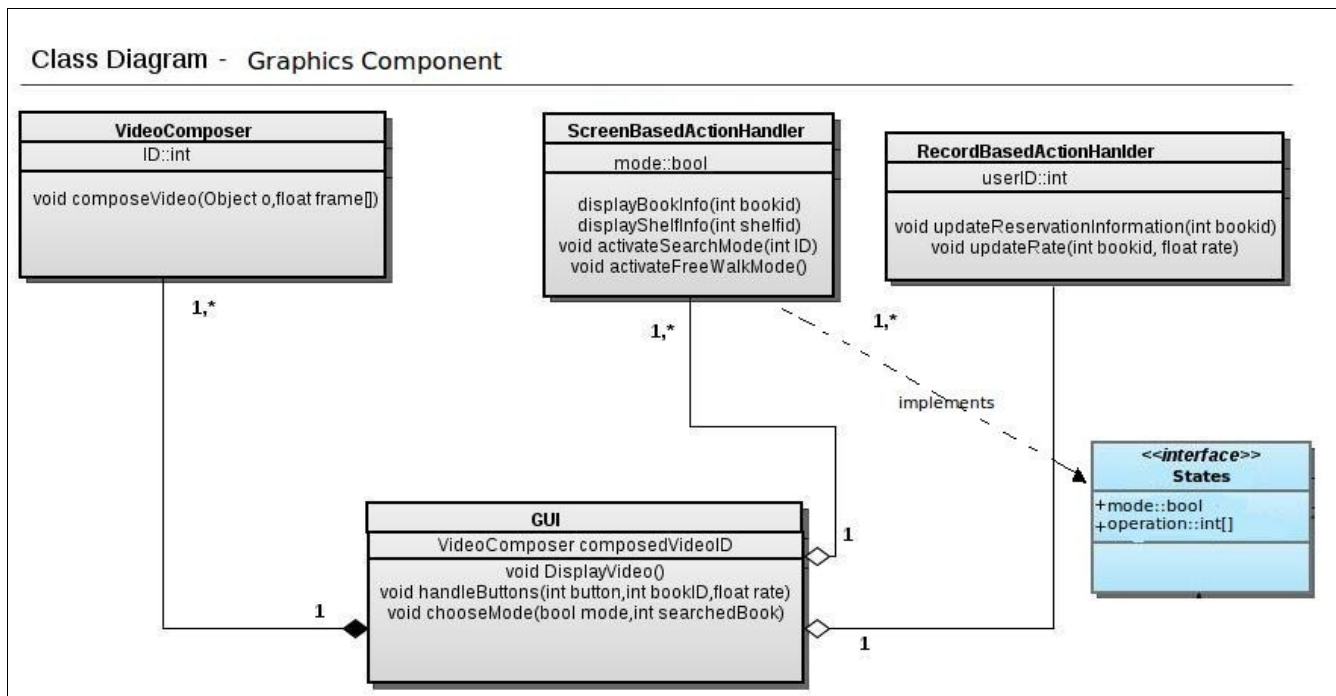 Class Diagram - Graphics Component
VideoComposer
ID::int
void composeVideo(Object o,float frame[])
ScreenBasedActionHandler
mode::bool
displayBookInfo(int bookid)
displayShelfInfo(int shelfid)
void activateSearchMode(int ID)
void activateFreeWalkMode()
RecordBasedActionHanlder
userID::int
void updateReservationInformation(int bookid)
void updateRate(int bookid, float rate)
1,*
1,*
1,*
implements
<<interface>>
States
+mode::bool
+operation::int[]
GUI
VideoComposer composedVideoID
void DisplayVideo()
void handleButtons(int button,int bookID,float rate)
void chooseMode(bool mode,int searchedBook)
1
1
1